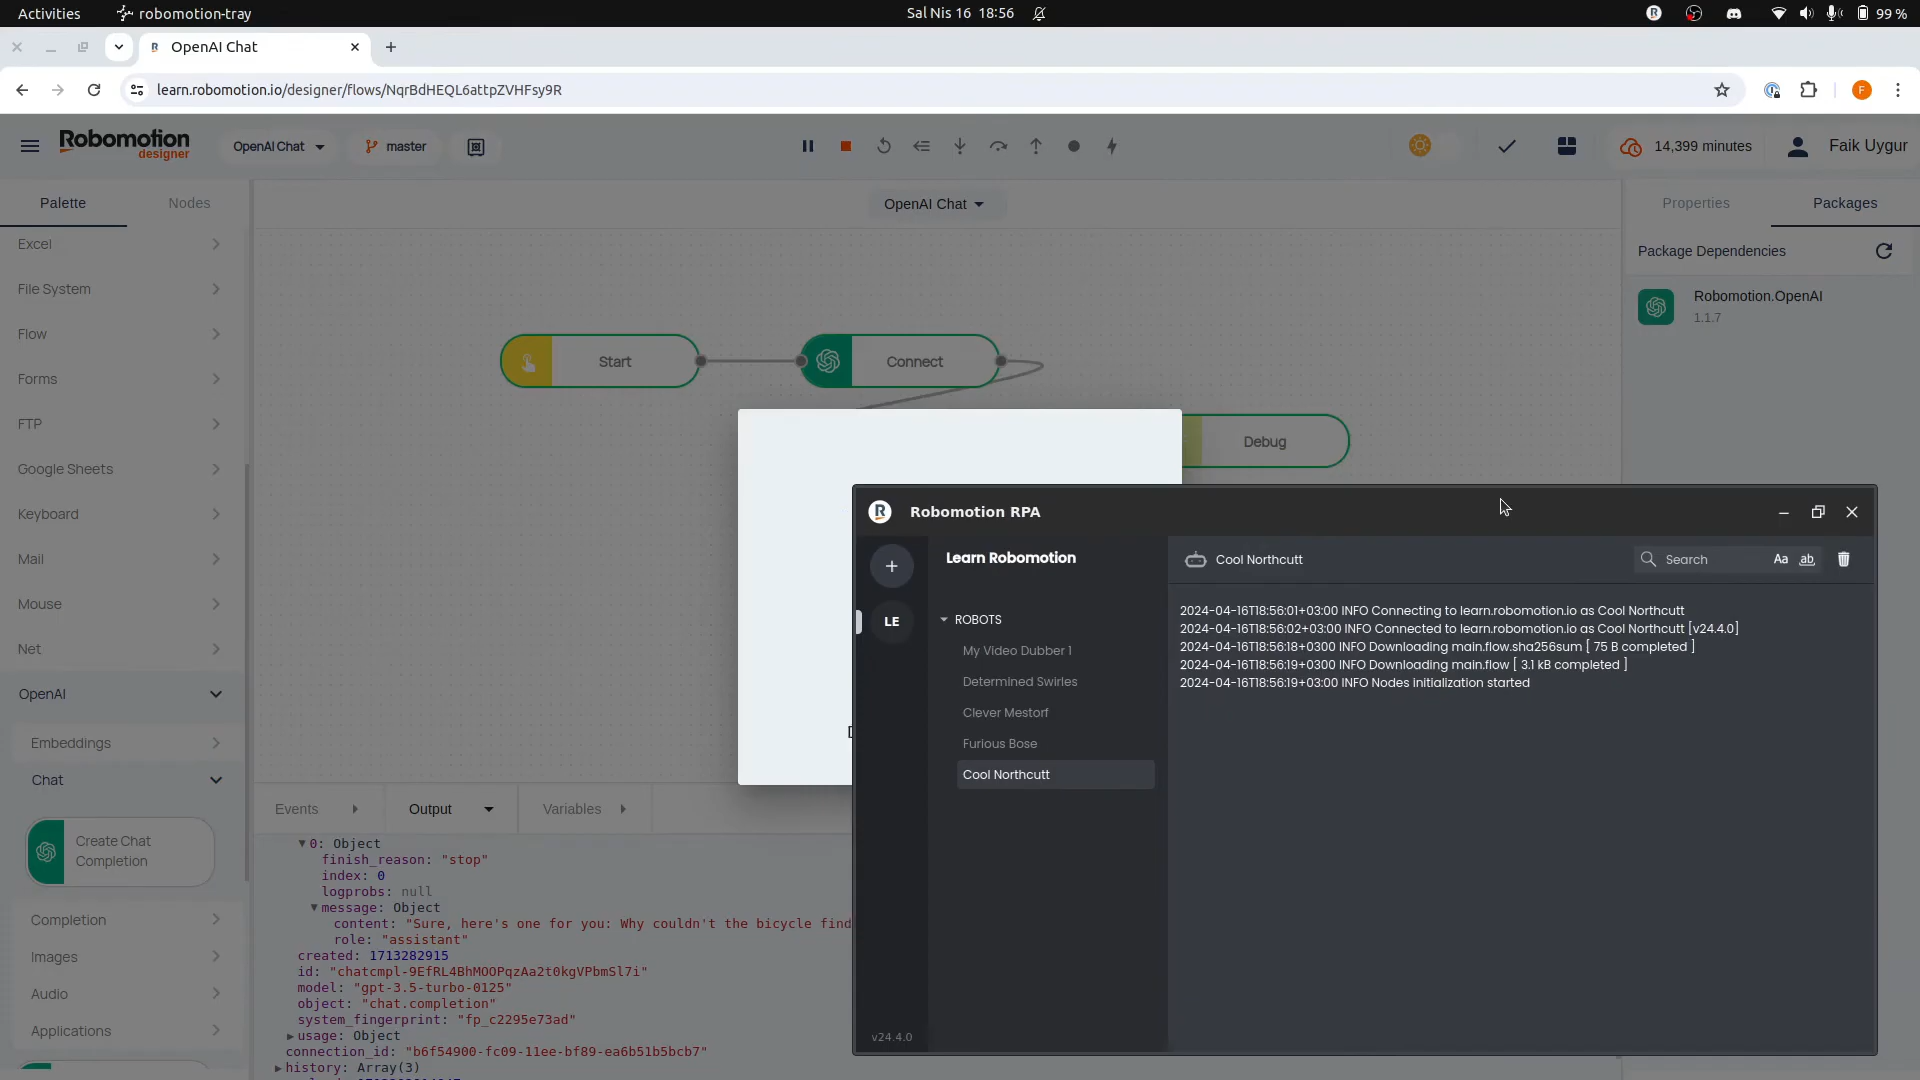 Activities
robomotion-tray
Sal Nis 16 18:56
99 %
OpenAI Chat
learn.robomotion.io/designer/flows/NqrBdHEQL6attpZVHFsy9R
Robomotion
designer
OpenAI Chat
master
14,399 minutes
Faik Uygur
Palette
Nodes
OpenAI Chat
Properties
Packages
Excel
File System
Flow
Forms
FTP
Google Sheets
Keyboard
Mail
Mouse
Net
OpenAI
Embeddings
Chat
Create Chat
Completion
Completion
Images
Audio
Applications
Package Dependencies
Robomotion.OpenAI
1.1.7
Start
Connect
Debug
Events
Output
Variables
0: Object
finish_reason: "stop"
index: 0
logprobs: null
message: Object
content: "Sure, here's one for you: Why couldn't the bicycle find
role: "assistant"
created: 1713282915
id: "chatcmpl-9EfRL4BhMOOPqzAa2t0kgVPbmSl7i"
model: "gpt-3.5-turbo-0125"
object: "chat.completion"
system_fingerprint: "fp_c2295e73ad"
usage: Object
connection_id: "b6f54900-fc09-11ee-bf89-ea6b51b5bcb7"
history: Array(3)
Robomotion RPA
Learn Robomotion
LE
ROBOTS
My Video Dubber 1
Determined Swirles
Clever Mestorf
Furious Bose
Cool Northcutt
v24.4.0
Cool Northcutt
Search
Aa
ab
2024-04-16T18:56:01+03:00 INFO Connecting to learn.robomotion.io as Cool Northcutt
2024-04-16T18:56:02+03:00 INFO Connected to learn.robomotion.io as Cool Northcutt [v24.4.0]
2024-04-16T18:56:18+0300 INFO Downloading main.flow.sha256sum [ 75 B completed ]
2024-04-16T18:56:19+0300 INFO Downloading main.flow [ 3.1 kB completed ]
2024-04-16T18:56:19+03:00 INFO Nodes initialization started